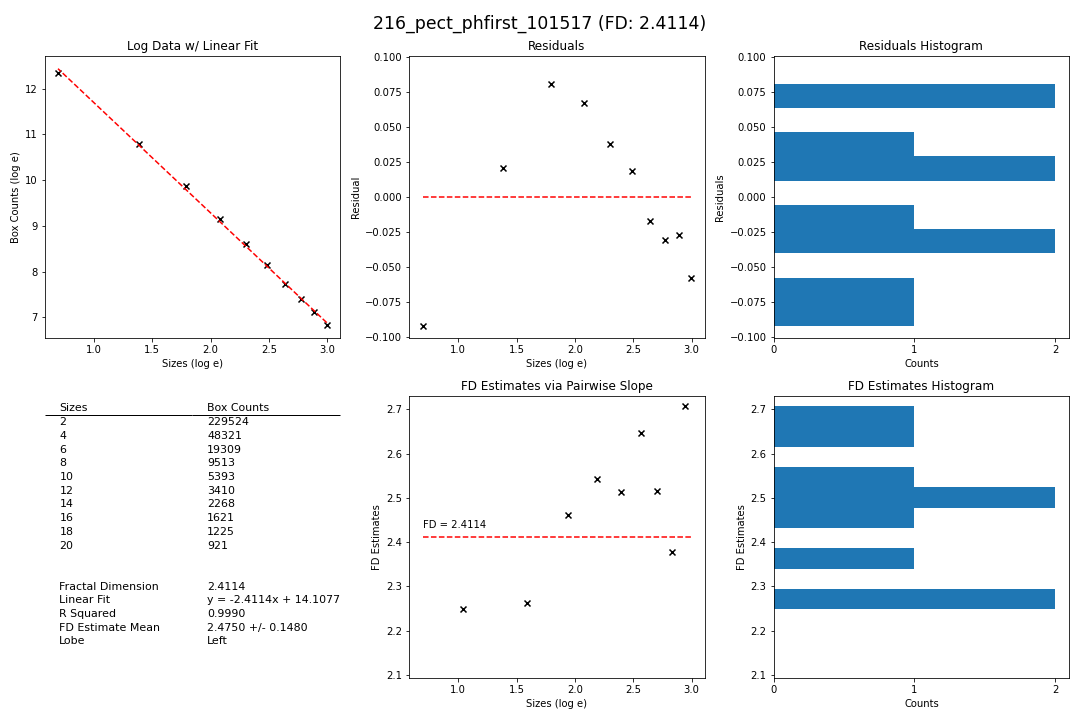 216_pect_phfirst_101517 (FD: 2.4114)
Log Data w/ Linear Fit
Box Counts (log e)
12
11
10
9
8
7
1.0 1.5 2.0 2.5 3.0
Sizes (log e)
Residuals
Residual
0.100
0.075
0.050
0.025
0.000
−0.025
−0.050
−0.075
−0.100
1.0 1.5 2.0 2.5 3.0
Sizes (log e)
Residuals Histogram
Residuals
0.100
0.075
0.050
0.025
0.000
−0.025
−0.050
−0.075
−0.100
0 1 2
Counts
Sizes Box Counts
2 229524
4 48321
6 19309
8 9513
10 5393
12 3410
14 2268
16 1621
18 1225
20 921
Fractal Dimension 2.4114
Linear Fit y = -2.4114x + 14.1077
R Squared 0.9990
FD Estimate Mean 2.4750 +/- 0.1480
Lobe Left
FD Estimates via Pairwise Slope
FD Estimates
2.7
2.6
2.5
2.4
2.3
2.2
2.1
FD = 2.4114
1.0 1.5 2.0 2.5 3.0
Sizes (log e)
FD Estimates Histogram
FD Estimates
2.7
2.6
2.5
2.4
2.3
2.2
2.1
0 1 2
Counts